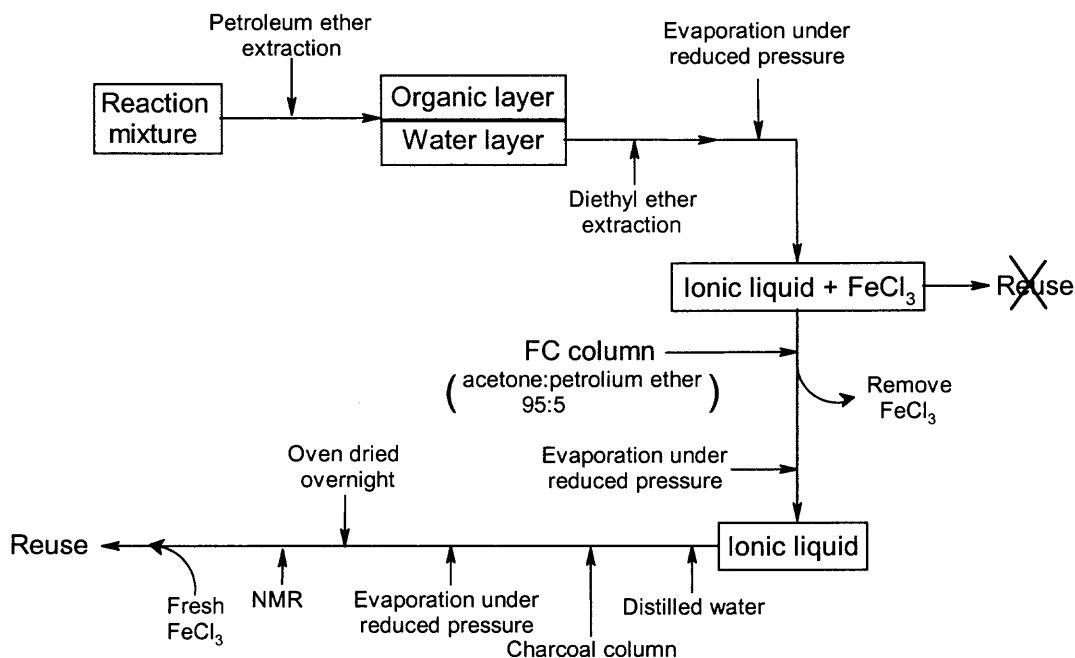 Petroleum ether
extraction
Evaporation under
reduced pressure
Reaction
mixture
Organic layer
Water layer
Diethyl ether
extraction
Ionic liquid + FeCl₃
Reuse
FC column
(acetone:petrolium ether
95:5)
Remove
FeCl₃
Evaporation under
reduced pressure
Oven dried
overnight
Reuse
Ionic liquid
Fresh
FeCl₃
NMR
Evaporation under
reduced pressure
Charcoal column
Distilled water